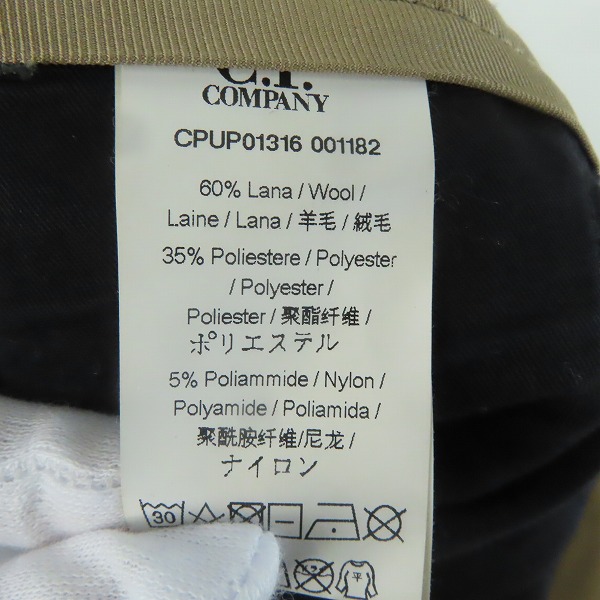 C.P.
COMPANY
CPUP01316 001182
60% Lana / Wool /
Laine / Lana / 羊毛 / 絨毛
35% Poliestere / Polyester
/ Polyester /
Poliester / 聚酯纤维 /
ポリエステル
5% Poliammide / Nylon /
Polyamide / Poliamida /
聚酰胺纤维/尼龙 /
ナイロン
30
平